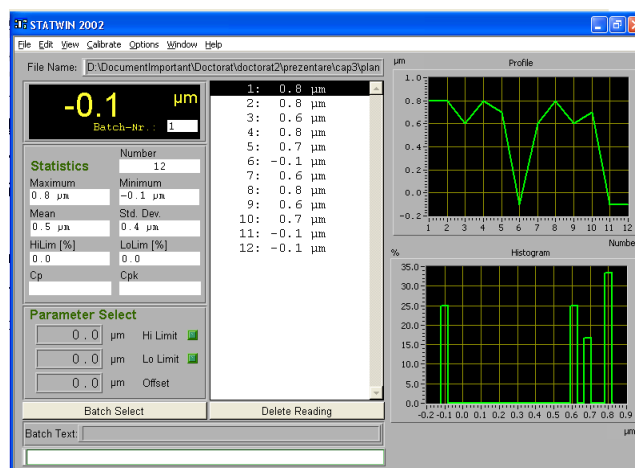 STATWIN 2002
File Edit View Calibrate Options Window Help
File Name: D:\DocumentImportant\Doctorat\doctorat2\prezentare\cap3\plan
-0.1 µm
Batch-Nr.: 1
Statistics
Number
12
Maximum Minimum
0.8 µm -0.1 µm
Mean Std. Dev.
0.5 µm 0.4 µm
HiLim [%] LoLim [%]
0.0 0.0
Cp Cpk
Parameter Select
0.0 µm Hi Limit
0.0 µm Lo Limit
0.0 µm Offset
Batch Select
1: 0.8 µm
2: 0.8 µm
3: 0.6 µm
4: 0.8 µm
5: 0.7 µm
6: -0.1 µm
7: 0.6 µm
8: 0.8 µm
9: 0.6 µm
10: 0.7 µm
11: -0.1 µm
12: -0.1 µm
Delete Reading
Batch Text:
µm Profile
1.0
0.8
0.6
0.4
0.2
0.0
-0.2
1 2 3 4 5 6 7 8 9 10 11 12
Number
% Histogram
35.0
30.0
25.0
20.0
15.0
10.0
5.0
0.0
-0.2 -0.1 0.0 0.1 0.2 0.3 0.4 0.5 0.6 0.7 0.8 0.9
µm